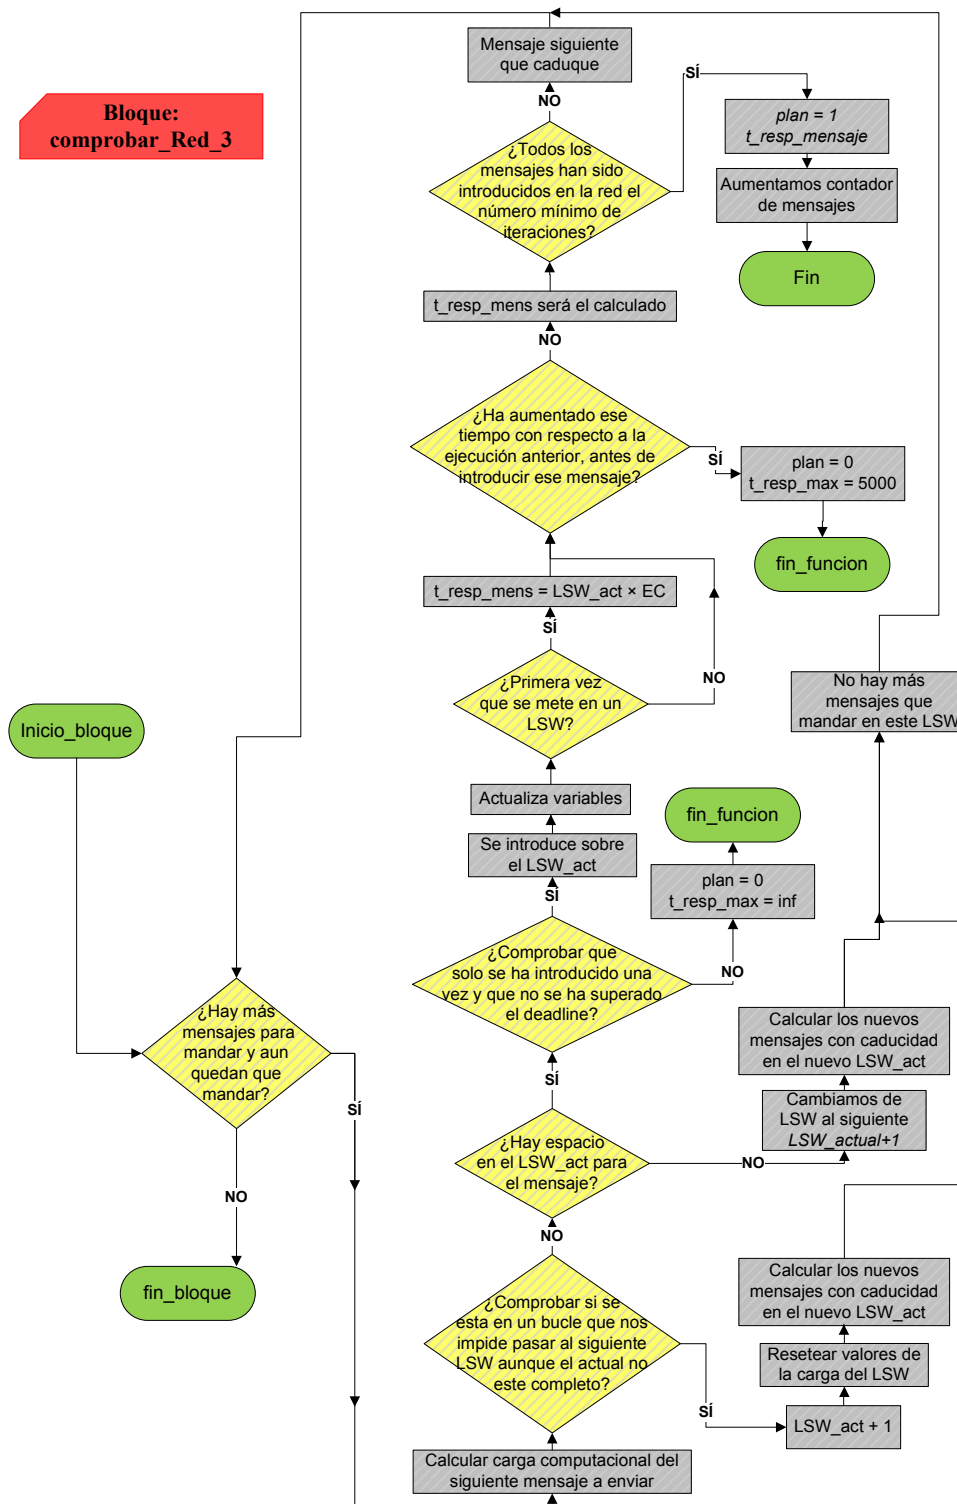 Mensaje siguiente
que caduque
SÍ
NO
Bloque:
comprobar_Red_3
plan = 1
t_resp_mensaje
¿Todos los
mensajes han sido
introducidos en la red el
número mínimo de
iteraciones?
Aumentamos contador
de mensajes
Fin
t_resp_mens será el calculado
NO
¿Ha aumentado ese
tiempo con respecto a la
ejecución anterior, antes de
introducir ese mensaje?
SÍ
plan = 0
t_resp_max = 5000
fin_funcion
t_resp_mens = LSW_act × EC
SÍ
NO
¿Primera vez
que se mete en un
LSW?
No hay más
mensajes que
mandar en este LSW
Inicio_bloque
Actualiza variables
fin_funcion
Se introduce sobre
el LSW_act
plan = 0
t_resp_max = inf
SÍ
¿Comprobar que
solo se ha introducido una
vez y que no se ha superado
el deadline?
NO
¿Hay más
mensajes para
mandar y aun
quedan que
mandar?
Calcular los nuevos
mensajes con caducidad
en el nuevo LSW_act
SÍ
SÍ
Cambiamos de
LSW al siguiente
LSW_actual+1
¿Hay espacio
en el LSW_act para
el mensaje?
NO
NO
NO
fin_bloque
Calcular los nuevos
mensajes con caducidad
en el nuevo LSW_act
¿Comprobar si se
esta en un bucle que nos
impide pasar al siguiente
LSW aunque el actual no
este completo?
Resetear valores de
la carga del LSW
SÍ
LSW_act + 1
Calcular carga computacional del
siguiente mensaje a enviar